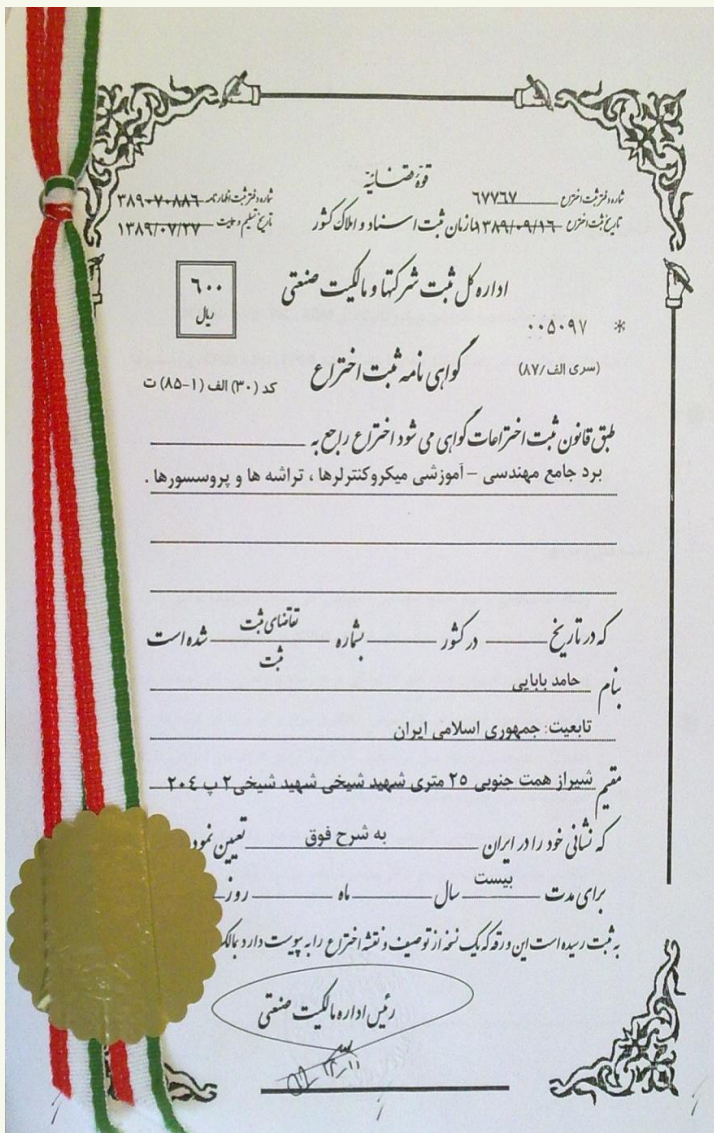 قوهٔ قضائیه
شماره دفتر ثبت اختراع ۶۷۷۶۷
شماره دفتر ثبت اظهارنامه ۳۸۹۰۷۰۸۸۶
تاریخ ثبت اختراع ۱۳۸۹/۰۹/۱۶
سازمان ثبت اسناد و املاک کشور
تاریخ تسلیم و ملیت ۱۳۸۹/۰۷/۲۷
اداره کل ثبت شرکتها و مالکیت صنعتی
۶۰۰
ریال
* ۰۰۵۰۹۷
(سری الف/۸۷)
گواهی نامه ثبت اختراع
کد (۳۰) الف (۱-۸۵) ت
طبق قانون ثبت اختراعات گواهی می شود اختراع راجع به
برد جامع مهندسی - آموزشی میکروکنترلرها ، تراشه ها و پروسسورها .
که در تاریخ در کشور بشماره تقاضای ثبت شده است
ثبت
بنام حامد بابایی
تابعیت: جمهوری اسلامی ایران
مقیم شیراز همت جنوبی ۲۵ متری شهید شیخی شهید شیخی۲ پ ۲۰۴
که نشانی خود را در ایران به شرح فوق تعیین نمود
برای مدت بیست سال ماه روز
به ثبت رسیده است این ورقه که یک نسخه از توصیف و نقشه اختراع را به پیوست دارد
رئیس اداره مالکیت صنعتی